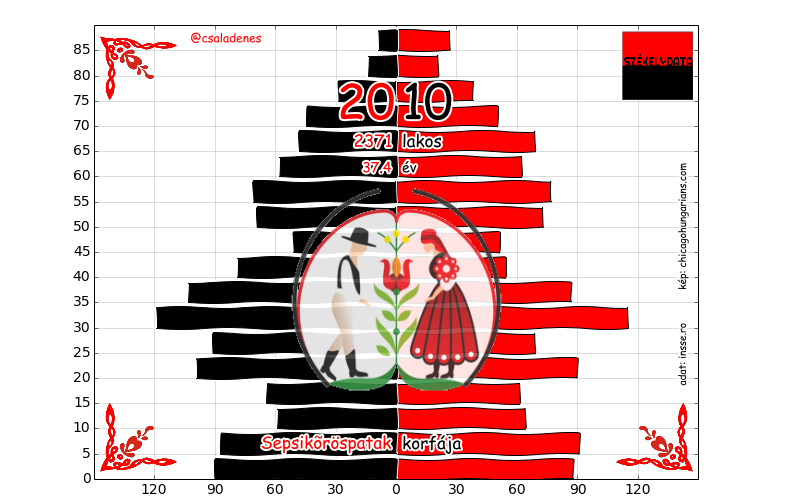 @csaladenes
SZÉKELYDATA
2010
2371 lakos
37.4 év
kép: chicagohungarians.com
adat: insse.ro
Sepsikőröspatak korfája
85
80
75
70
65
60
55
50
45
40
35
30
25
20
15
10
5
0
120 90 60 30 0 30 60 90 120